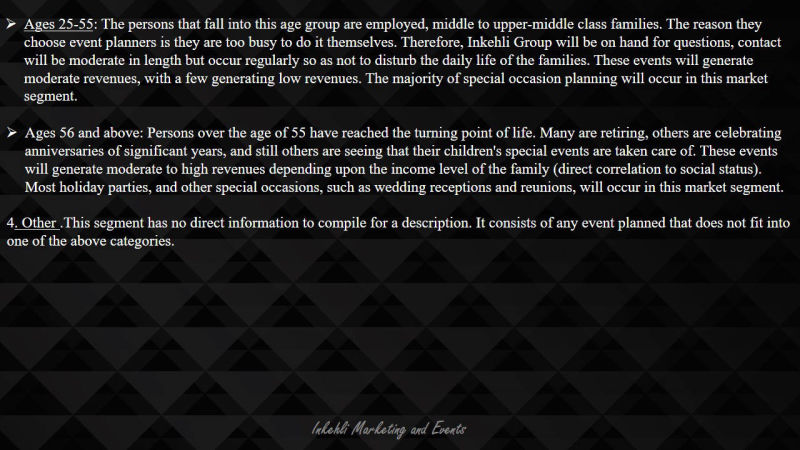 ➢ Ages 25-55: The persons that fall into this age group are employed, middle to upper-middle class families. The reason they
choose event planners is they are too busy to do it themselves. Therefore, Inkehli Group will be on hand for questions, contact
will be moderate in length but occur regularly so as not to disturb the daily life of the families. These events will generate
moderate revenues, with a few generating low revenues. The majority of special occasion planning will occur in this market
segment.
➢ Ages 56 and above: Persons over the age of 55 have reached the turning point of life. Many are retiring, others are celebrating
anniversaries of significant years, and still others are seeing that their children's special events are taken care of. These events
will generate moderate to high revenues depending upon the income level of the family (direct correlation to social status).
Most holiday parties, and other special occasions, such as wedding receptions and reunions, will occur in this market segment.
4. Other .This segment has no direct information to compile for a description. It consists of any event planned that does not fit into
one of the above categories.
Inkehli Marketing and Events